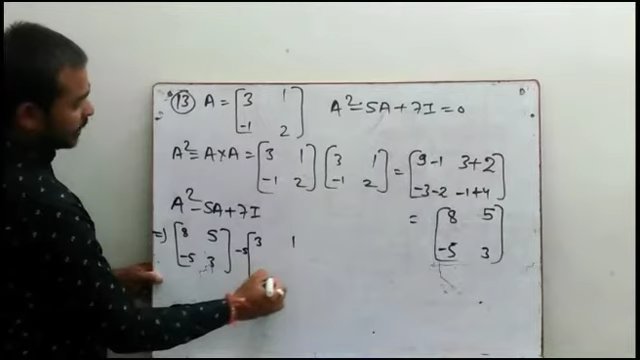 (13) A = [3 1; -1 2] A² - 5A + 7I = 0
A² = A × A = [3 1; -1 2] [3 1; -1 2] = [9-1 3+2; -3-2 -1+4]
A² - 5A + 7I = [8 5; -5 3]
=) [8 5; -5 3] -5 [3 1